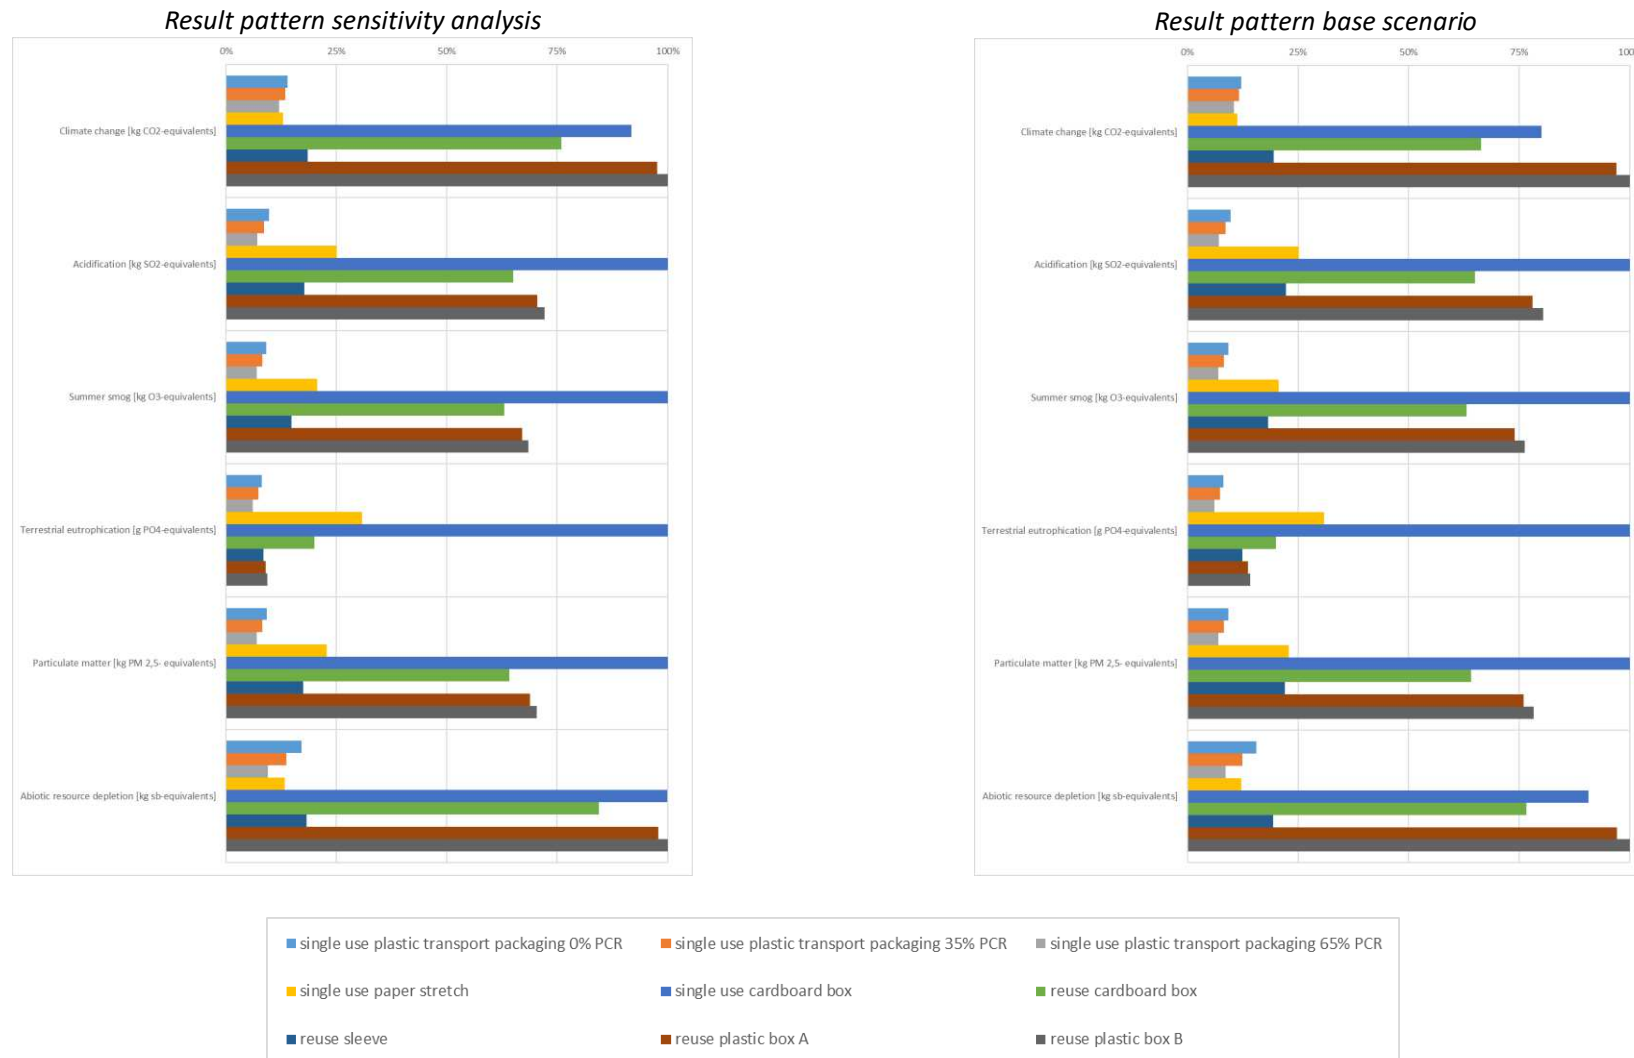 Result pattern sensitivity analysis
0% 25% 50% 75% 100%
Climate change [kg CO2-equivalents]
Acidification [kg SO2-equivalents]
Summer smog [kg O3-equivalents]
Terrestrial eutrophication [g PO4-equivalents]
Particulate matter [kg PM 2,5- equivalents]
Abiotic resource depletion [kg sb-equivalents]
Result pattern base scenario
0% 25% 50% 75% 100
Climate change [kg CO2-equivalents]
Acidification [kg SO2-equivalents]
Summer smog [kg O3-equivalents]
Terrestrial eutrophication [g PO4-equivalents]
Particulate matter [kg PM 2,5- equivalents]
Abiotic resource depletion [kg sb-equivalents]
single use plastic transport packaging 0% PCR single use plastic transport packaging 35% PCR single use plastic transport packaging 65% PCR
single use paper stretch single use cardboard box reuse cardboard box
reuse sleeve reuse plastic box A reuse plastic box B